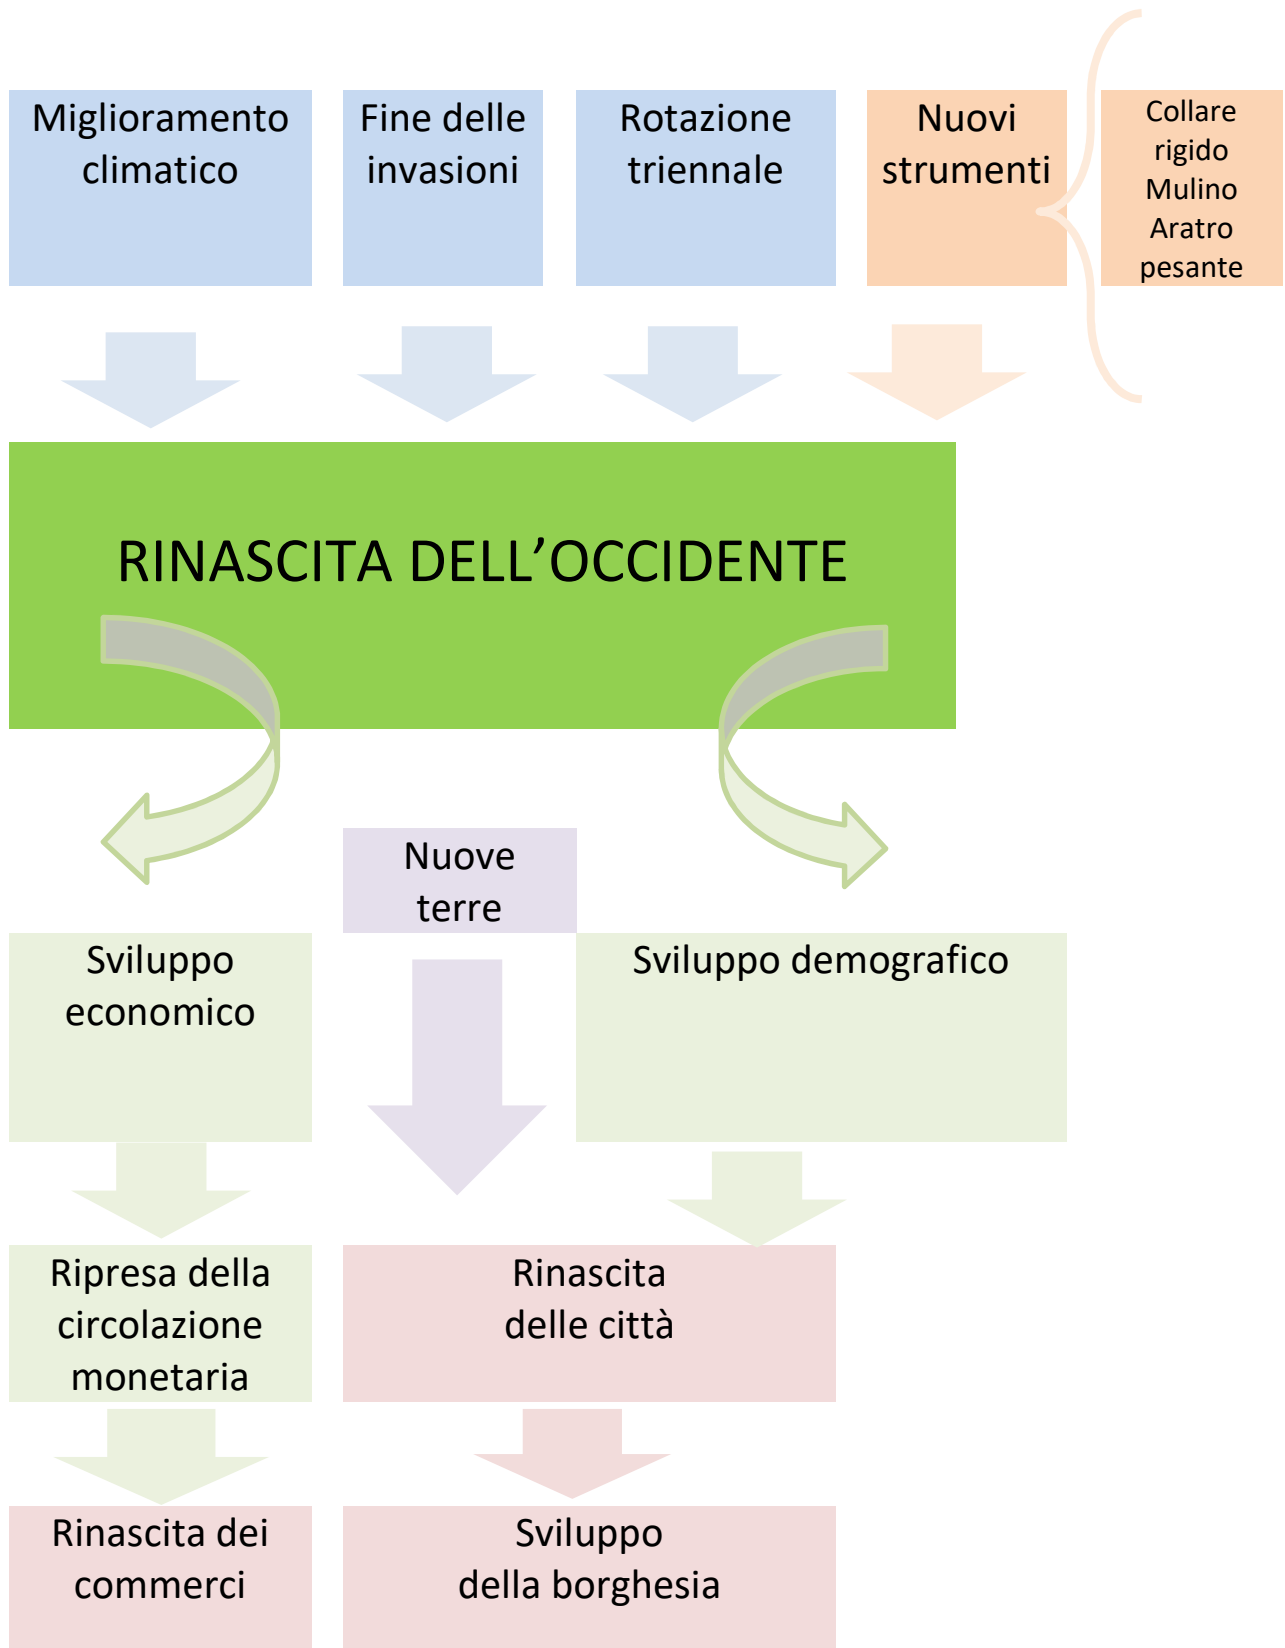 Miglioramento
climatico
Fine delle
invasioni
Rotazione
triennale
Nuovi
strumenti
Collare
rigido
Mulino
Aratro
pesante
RINASCITA DELL’OCCIDENTE
Nuove
terre
Sviluppo
economico
Sviluppo demografico
Ripresa della
circolazione
monetaria
Rinascita
delle città
Rinascita dei
commerci
Sviluppo
della borghesia